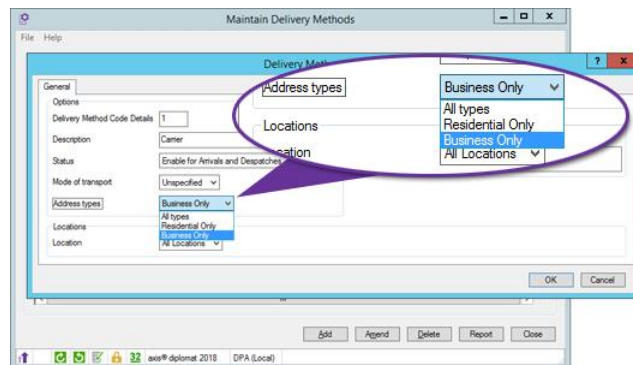 Maintain Delivery Methods
File Help
Delivery Meth
General
Options
Delivery Method Code Details 1
Description Carrier
Status Enable for Arrivals and Despatches
Mode of transport Unspecified
Address types Business Only
All types
Residential Only
Business Only
Locations
Location All Locations
Address types Business Only
All types
Residential Only
Business Only
Locations
ocation All Locations
OK Cancel
Add Amend Delete Report Close
32 axis® diplomat 2018 DPA (Local)